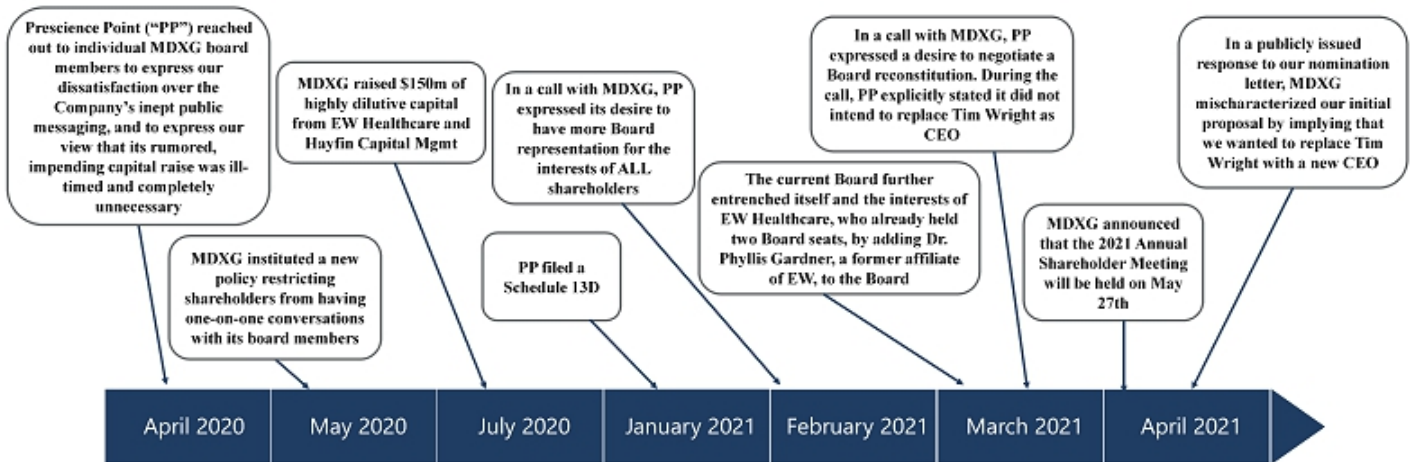 Prescience Point (“PP”) reached
out to individual MDXG board
members to express our
dissatisfaction over the
Company’s inept public
messaging, and to express our
view that its rumored,
impending capital raise was ill-
timed and completely
unnecessary
MDXG instituted a new
policy restricting
shareholders from having
one-on-one conversations
with its board members
MDXG raised $150m of
highly dilutive capital
from EW Healthcare and
Hayfin Capital Mgmt
PP filed a
Schedule 13D
In a call with MDXG, PP
expressed its desire to
have more Board
representation for the
interests of ALL
shareholders
The current Board further
entrenched itself and the interests of
EW Healthcare, who already held
two Board seats, by adding Dr.
Phyllis Gardner, a former affiliate
of EW, to the Board
In a call with MDXG, PP
expressed a desire to negotiate a
Board reconstitution. During the
call, PP explicitly stated it did not
intend to replace Tim Wright as
CEO
MDXG announced
that the 2021 Annual
Shareholder Meeting
will be held on May
27th
In a publicly issued
response to our nomination
letter, MDXG
mischaracterized our initial
proposal by implying that
we wanted to replace Tim
Wright with a new CEO
April 2020
May 2020
July 2020
January 2021
February 2021
March 2021
April 2021